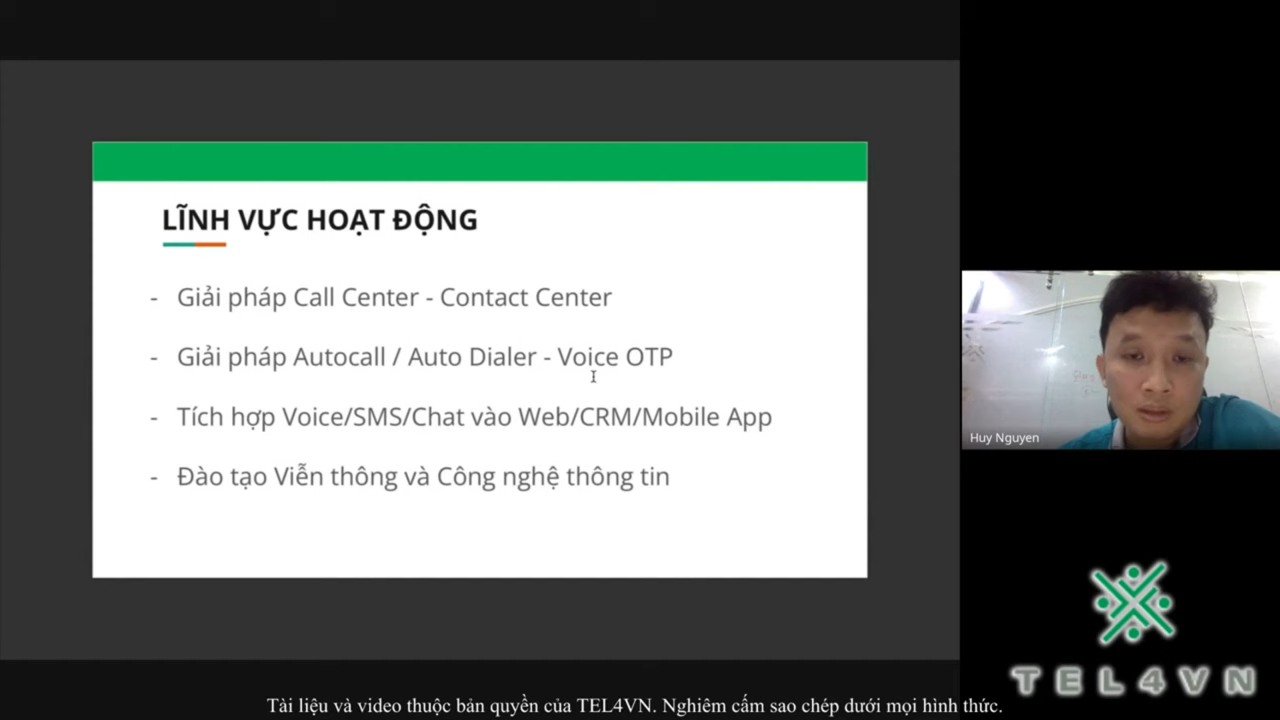 LĨNH VỰC HOẠT ĐỘNG
- Giải pháp Call Center - Contact Center
- Giải pháp Autocall / Auto Dialer - Voice OTP
- Tích hợp Voice/SMS/Chat vào Web/CRM/Mobile App
- Đào tạo Viễn thông và Công nghệ thông tin
Huy Nguyen
TEL4VN
Tài liệu và video thuộc bản quyền của TEL4VN. Nghiêm cấm sao chép dưới mọi hình thức.